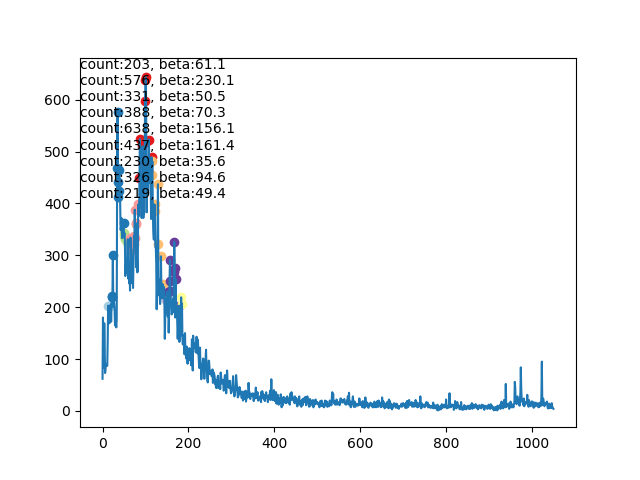 count:203, beta:61.1
count:576, beta:230.1
600
count:331, beta:50.5
count:388, beta:70.3
count:638, beta:156.1
500
count:437, beta:161.4
count:230, beta:35.6
count:326, beta:94.6
count:219, beta:49.4
400
300
200
100
0
0 200 400 600 800 1000